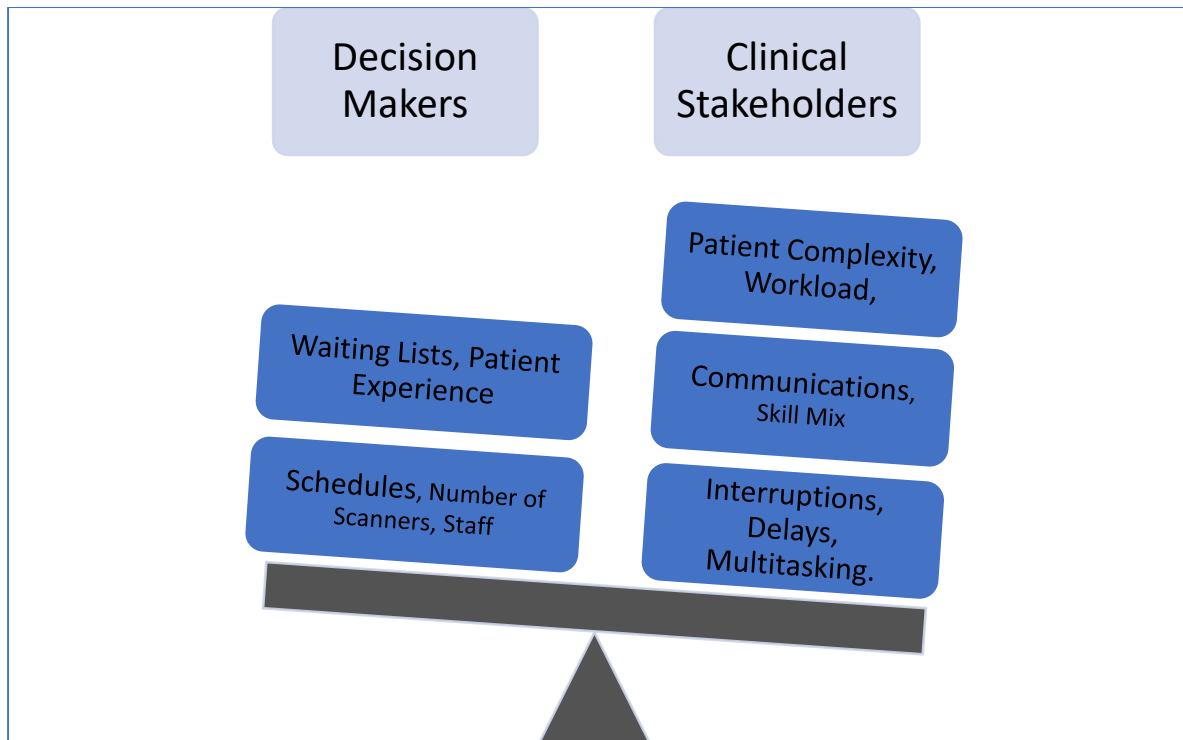 Decision
Makers
Clinical
Stakeholders
Waiting Lists, Patient
Experience
Schedules, Number of
Scanners, Staff
Patient Complexity,
Workload,
Communications,
Skill Mix
Interruptions,
Delays,
Multitasking.